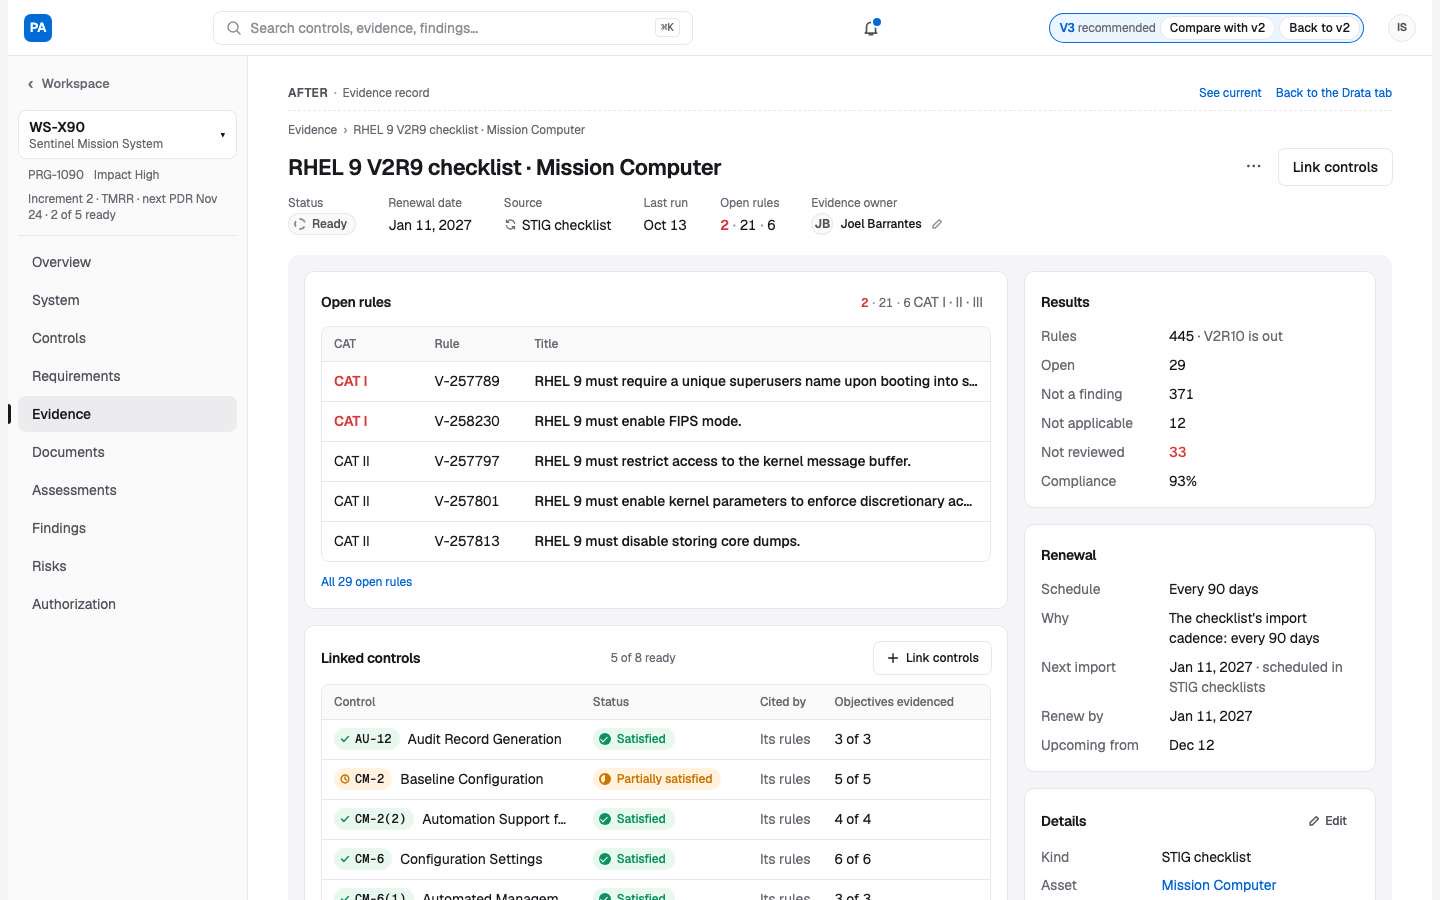 PA
Search controls, evidence, findings...
⌘K
V3 recommended
Compare with v2
Back to v2
IS
‹ Workspace
WS-X90
Sentinel Mission System
PRG-1090 Impact High
Increment 2 · TMRR · next PDR Nov
24 · 2 of 5 ready
Overview
System
Controls
Requirements
Evidence
Documents
Assessments
Findings
Risks
Authorization
AFTER · Evidence record
See current
Back to the Drata tab
Evidence › RHEL 9 V2R9 checklist · Mission Computer
RHEL 9 V2R9 checklist · Mission Computer
···
Link controls
Status
Ready
Renewal date
Jan 11, 2027
Source
STIG checklist
Last run
Oct 13
Open rules
2 · 21 · 6
Evidence owner
JB Joel Barrantes
Open rules
2 · 21 · 6 CAT I · II · III
CAT Rule Title
CAT I V-257789 RHEL 9 must require a unique superusers name upon booting into s...
CAT I V-258230 RHEL 9 must enable FIPS mode.
CAT II V-257797 RHEL 9 must restrict access to the kernel message buffer.
CAT II V-257801 RHEL 9 must enable kernel parameters to enforce discretionary ac...
CAT II V-257813 RHEL 9 must disable storing core dumps.
All 29 open rules
Linked controls
5 of 8 ready
+ Link controls
Control Status Cited by Objectives evidenced
AU-12 Audit Record Generation Satisfied Its rules 3 of 3
CM-2 Baseline Configuration Partially satisfied Its rules 5 of 5
CM-2(2) Automation Support f... Satisfied Its rules 4 of 4
CM-6 Configuration Settings Satisfied Its rules 6 of 6
CM-6(1) Automated Managem... Satisfied Its rules 3 of 3
Results
Rules 445 · V2R10 is out
Open 29
Not a finding 371
Not applicable 12
Not reviewed 33
Compliance 93%
Renewal
Schedule Every 90 days
Why The checklist's import
cadence: every 90 days
Next import Jan 11, 2027 · scheduled in
STIG checklists
Renew by Jan 11, 2027
Upcoming from Dec 12
Details
Edit
Kind STIG checklist
Asset Mission Computer